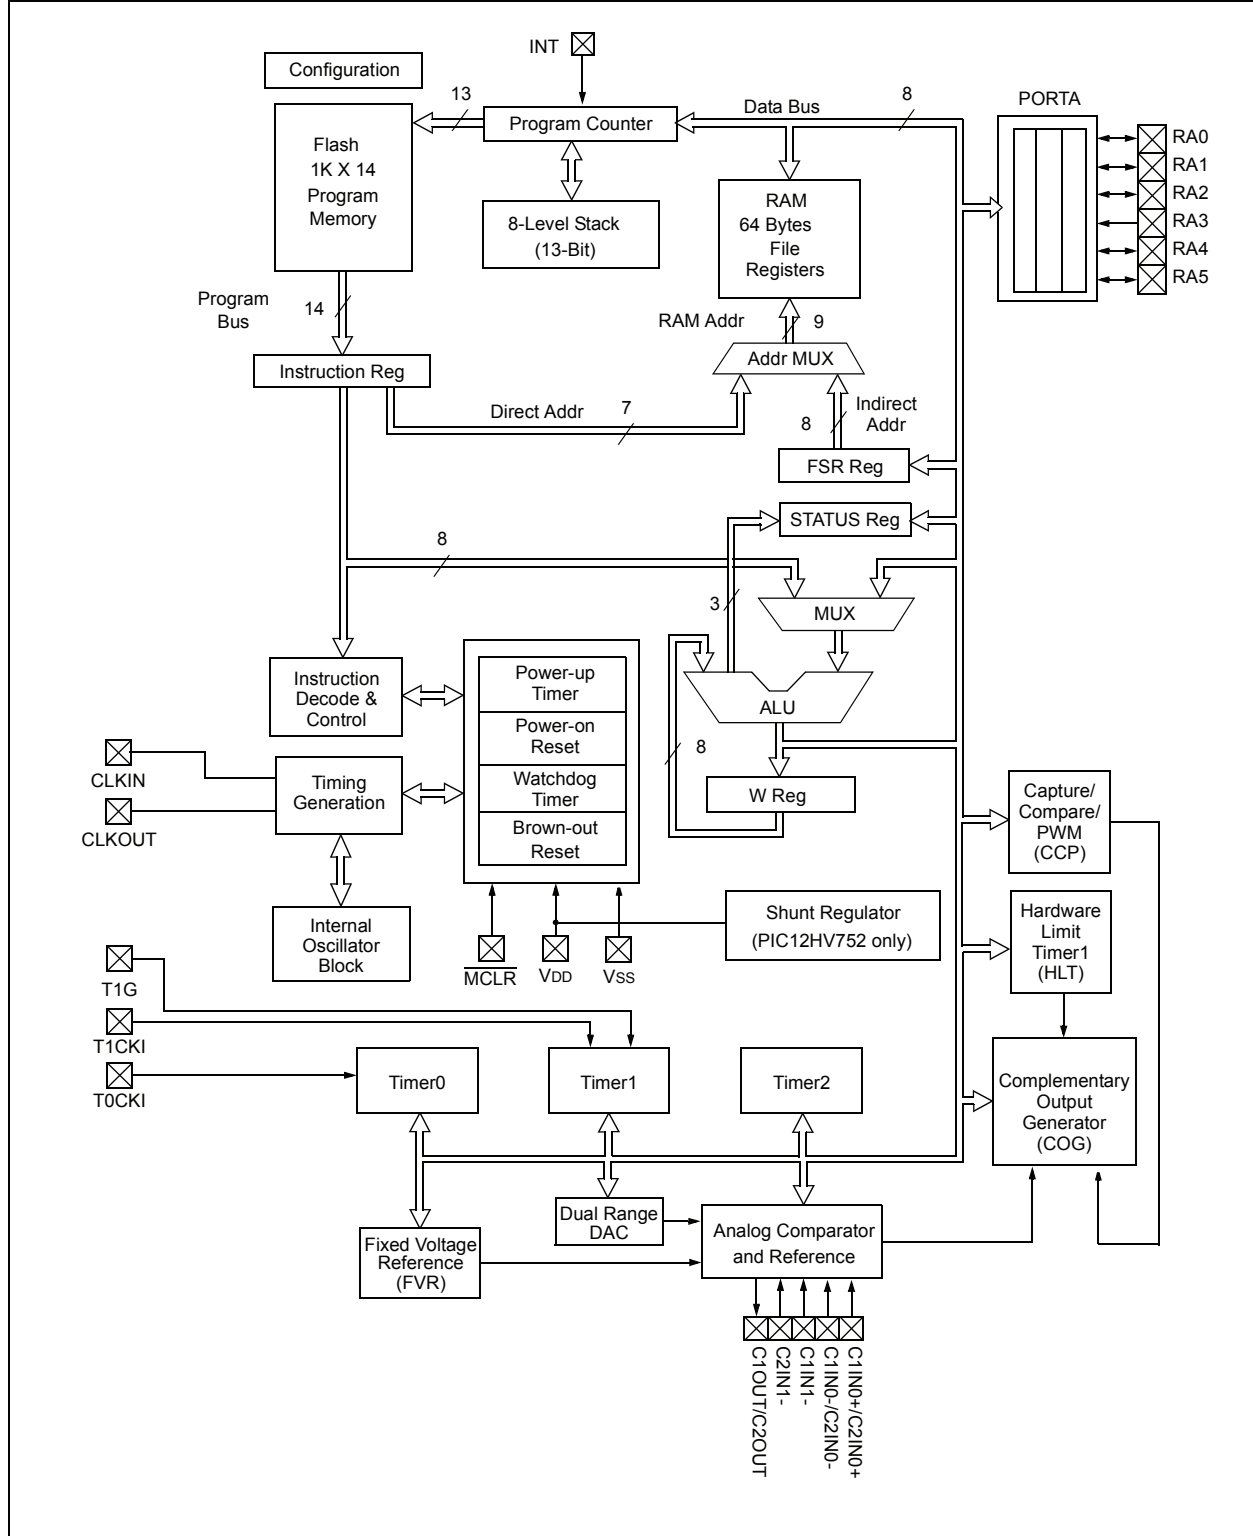 INT
Configuration
13
Program Counter
Data Bus
8
PORTA
Flash
1K X 14
Program
Memory
8-Level Stack
(13-Bit)
RAM
64 Bytes
File
Registers
RA0
RA1
RA2
RA3
RA4
RA5
Program
Bus
14
RAM Addr
9
Addr MUX
Instruction Reg
Direct Addr
7
8
Indirect
Addr
FSR Reg
STATUS Reg
8
3
MUX
Instruction
Decode &
Control
Power-up
Timer
Power-on
Reset
Watchdog
Timer
Brown-out
Reset
ALU
8
W Reg
CLKIN
CLKOUT
Timing
Generation
Internal
Oscillator
Block
MCLR
VDD
VSS
Shunt Regulator
(PIC12HV752 only)
Capture/
Compare/
PWM
(CCP)
Hardware
Limit
Timer1
(HLT)
T1G
T1CKI
T0CKI
Timer0
Timer1
Timer2
Complementary
Output
Generator
(COG)
Dual Range
DAC
Fixed Voltage
Reference
(FVR)
Analog Comparator
and Reference
C1OUT/C2OUT
C2IN1-
C1IN1-
C1IN0-/C2IN0-
C1IN0+/C2IN0+